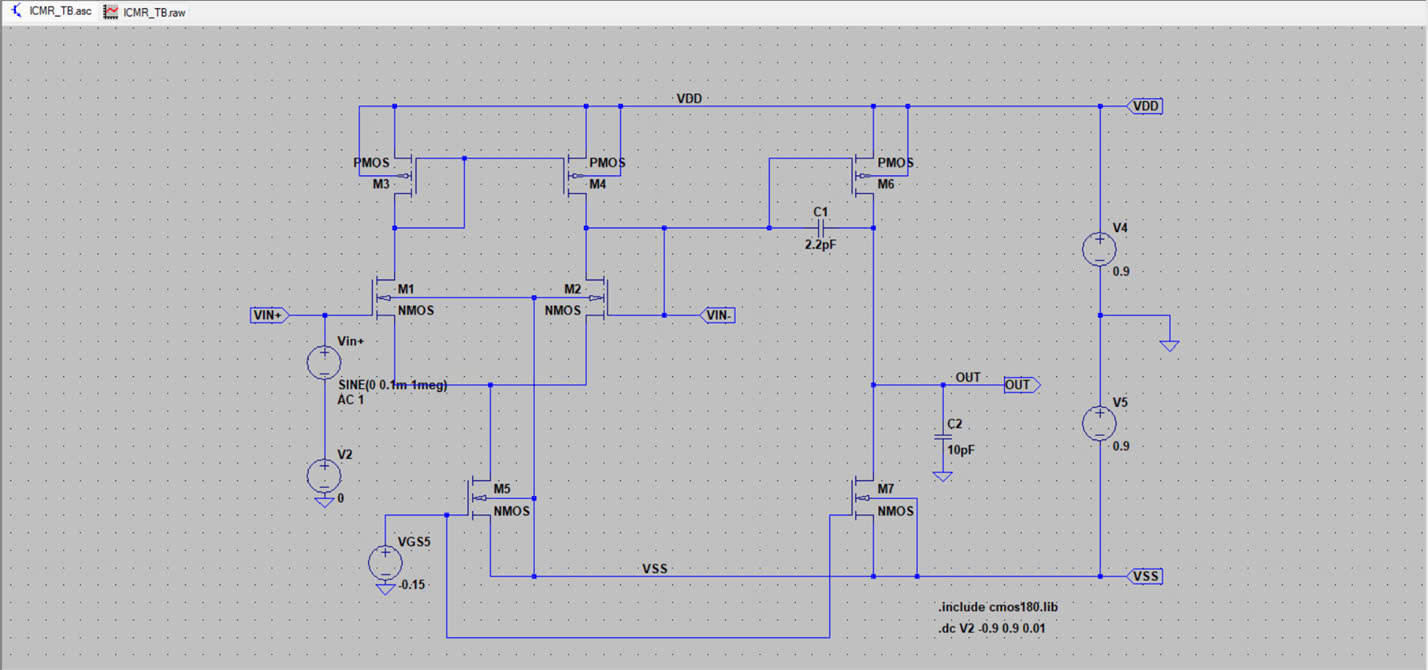 ICMR_TB.asc ICMR_TB.raw
VDD
VDD
PMOS
M3
PMOS
M4
PMOS
M6
C1
2.2pF
V4
0.9
M1
NMOS
M2
NMOS
VIN+
VIN-
Vin+
SINE(0 0.1m 1meg)
AC 1
OUT
OUT
V5
0.9
C2
10pF
V2
0
M5
NMOS
M7
NMOS
VGS5
-0.15
VSS
VSS
.include cmos180.lib
.dc V2 -0.9 0.9 0.01